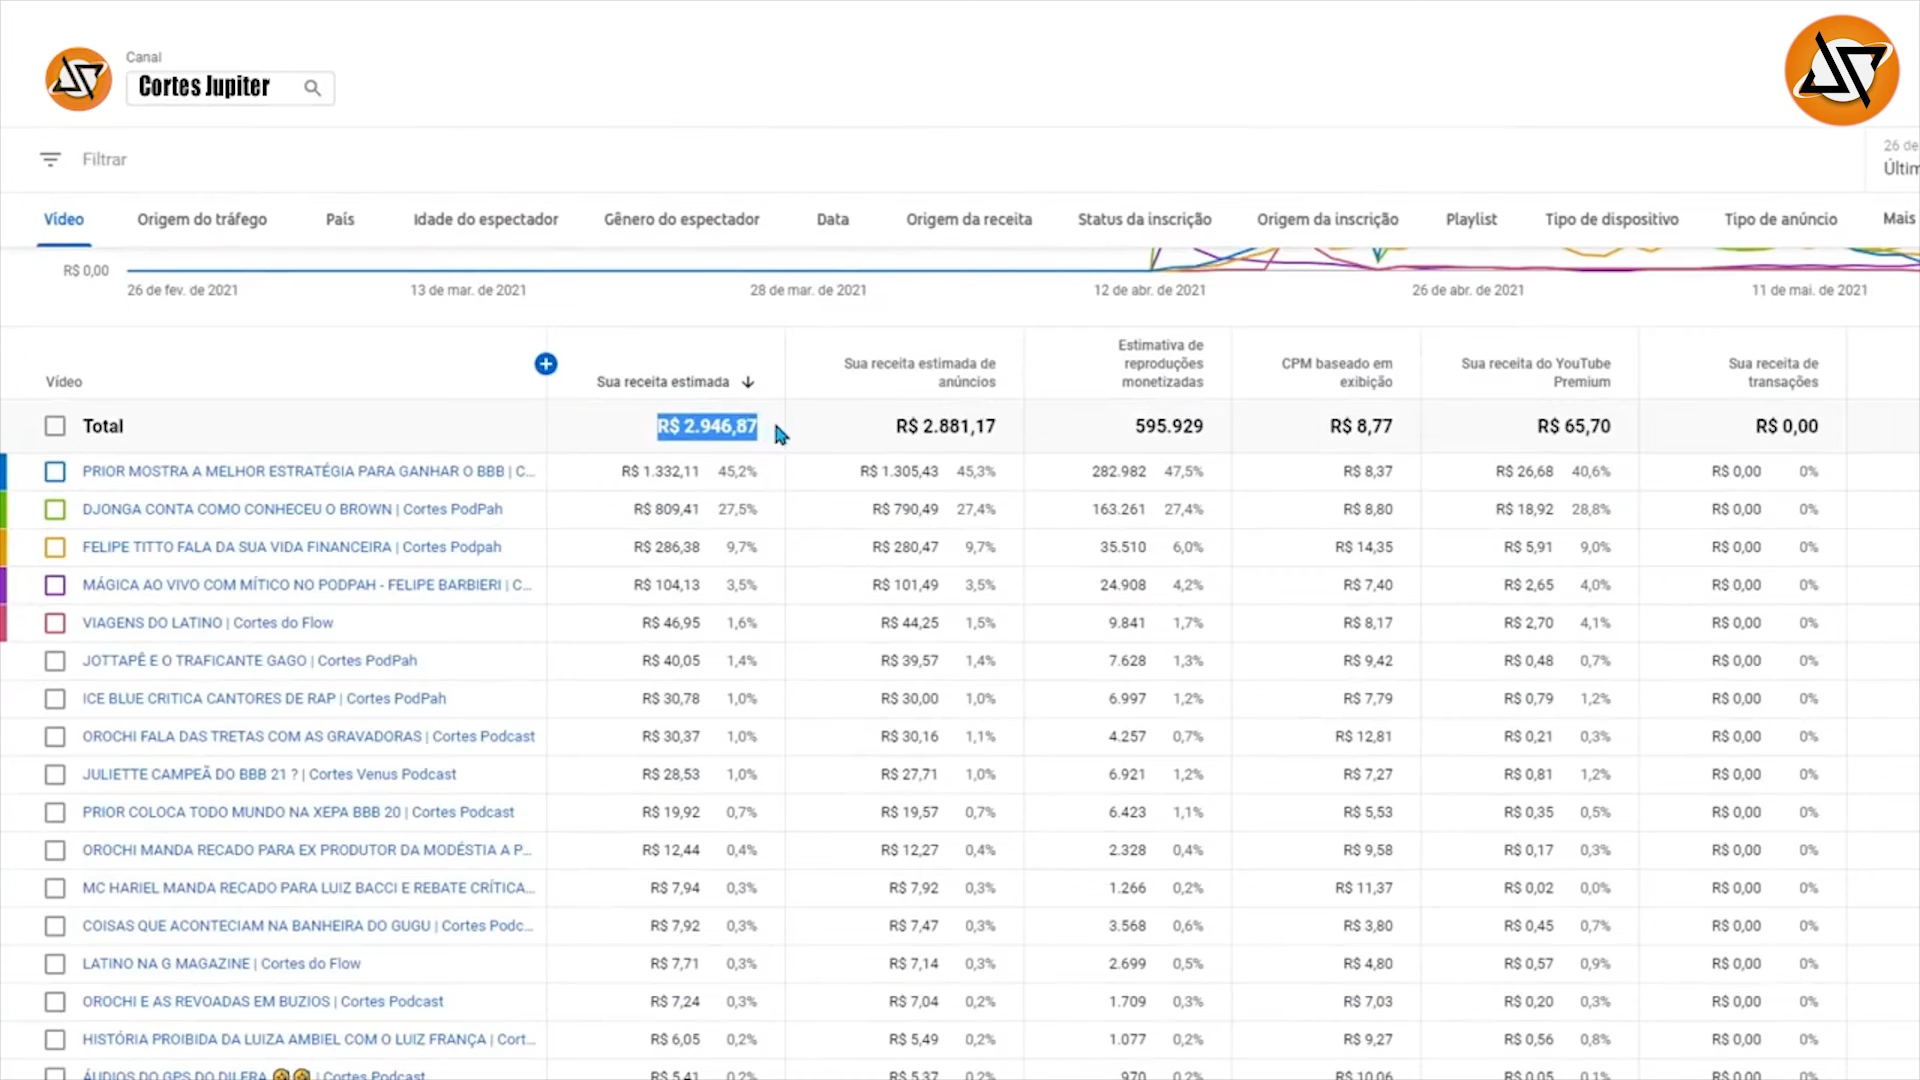 Canal
Cortes Jupiter
Filtrar
26 de
Últim
Vídeo Origem do tráfego País Idade do espectador Gênero do espectador Data Origem da receita Status da inscrição Origem da inscrição Playlist Tipo de dispositivo Tipo de anúncio Mais
R$ 0,00
26 de fev. de 2021 13 de mar. de 2021 28 de mar. de 2021 12 de abr. de 2021 26 de abr. de 2021 11 de mai. de 2021
Vídeo
Sua receita estimada
Sua receita estimada de
anúncios
Estimativa de
reproduções
monetizadas
CPM baseado em
exibição
Sua receita do YouTube
Premium
Sua receita de
transações
Total R$ 2.946,87 R$ 2.881,17 595.929 R$ 8,77 R$ 65,70 R$ 0,00
PRIOR MOSTRA A MELHOR ESTRATÉGIA PARA GANHAR O BBB | C... R$ 1.332,11 45,2% R$ 1.305,43 45,3% 282.982 47,5% R$ 8,37 R$ 26,68 40,6% R$ 0,00 0%
DJONGA CONTA COMO CONHECEU O BROWN | Cortes PodPah R$ 809,41 27,5% R$ 790,49 27,4% 163.261 27,4% R$ 8,80 R$ 18,92 28,8% R$ 0,00 0%
FELIPE TITTO FALA DA SUA VIDA FINANCEIRA | Cortes Podpah R$ 286,38 9,7% R$ 280,47 9,7% 35.510 6,0% R$ 14,35 R$ 5,91 9,0% R$ 0,00 0%
MÁGICA AO VIVO COM MÍTICO NO PODPAH - FELIPE BARBIERI | C... R$ 104,13 3,5% R$ 101,49 3,5% 24.908 4,2% R$ 7,40 R$ 2,65 4,0% R$ 0,00 0%
VIAGENS DO LATINO | Cortes do Flow R$ 46,95 1,6% R$ 44,25 1,5% 9.841 1,7% R$ 8,17 R$ 2,70 4,1% R$ 0,00 0%
JOTTAPÊ E O TRAFICANTE GAGO | Cortes PodPah R$ 40,05 1,4% R$ 39,57 1,4% 7.628 1,3% R$ 9,42 R$ 0,48 0,7% R$ 0,00 0%
ICE BLUE CRITICA CANTORES DE RAP | Cortes PodPah R$ 30,78 1,0% R$ 30,00 1,0% 6.997 1,2% R$ 7,79 R$ 0,79 1,2% R$ 0,00 0%
OROCHI FALA DAS TRETAS COM AS GRAVADORAS | Cortes Podcast R$ 30,37 1,0% R$ 30,16 1,1% 4.257 0,7% R$ 12,81 R$ 0,21 0,3% R$ 0,00 0%
JULIETTE CAMPEÃ DO BBB 21 ? | Cortes Venus Podcast R$ 28,53 1,0% R$ 27,71 1,0% 6.921 1,2% R$ 7,27 R$ 0,81 1,2% R$ 0,00 0%
PRIOR COLOCA TODO MUNDO NA XEPA BBB 20 | Cortes Podcast R$ 19,92 0,7% R$ 19,57 0,7% 6.423 1,1% R$ 5,53 R$ 0,35 0,5% R$ 0,00 0%
OROCHI MANDA RECADO PARA EX PRODUTOR DA MODÉSTIA A P... R$ 12,44 0,4% R$ 12,27 0,4% 2.328 0,4% R$ 9,58 R$ 0,17 0,3% R$ 0,00 0%
MC HARIEL MANDA RECADO PARA LUIZ BACCI E REBATE CRÍTICA... R$ 7,94 0,3% R$ 7,92 0,3% 1.266 0,2% R$ 11,37 R$ 0,02 0,0% R$ 0,00 0%
COISAS QUE ACONTECIAM NA BANHEIRA DO GUGU | Cortes Podc... R$ 7,92 0,3% R$ 7,47 0,3% 3.568 0,6% R$ 3,80 R$ 0,45 0,7% R$ 0,00 0%
LATINO NA G MAGAZINE | Cortes do Flow R$ 7,71 0,3% R$ 7,14 0,3% 2.699 0,5% R$ 4,80 R$ 0,57 0,9% R$ 0,00 0%
OROCHI E AS REVOADAS EM BUZIOS | Cortes Podcast R$ 7,24 0,3% R$ 7,04 0,2% 1.709 0,3% R$ 7,03 R$ 0,20 0,3% R$ 0,00 0%
HISTÓRIA PROIBIDA DA LUIZA AMBIEL COM O LUIZ FRANÇA | Cort... R$ 6,05 0,2% R$ 5,49 0,2% 1.077 0,2% R$ 9,27 R$ 0,56 0,8% R$ 0,00 0%
ÁUDIOS DO GPS DO DILERA | Cortes Podcast R$ 5,41 0,2% R$ 5,37 0,2% 970 0,2% R$ 10,06 R$ 0,05 0,1% R$ 0,00 0%